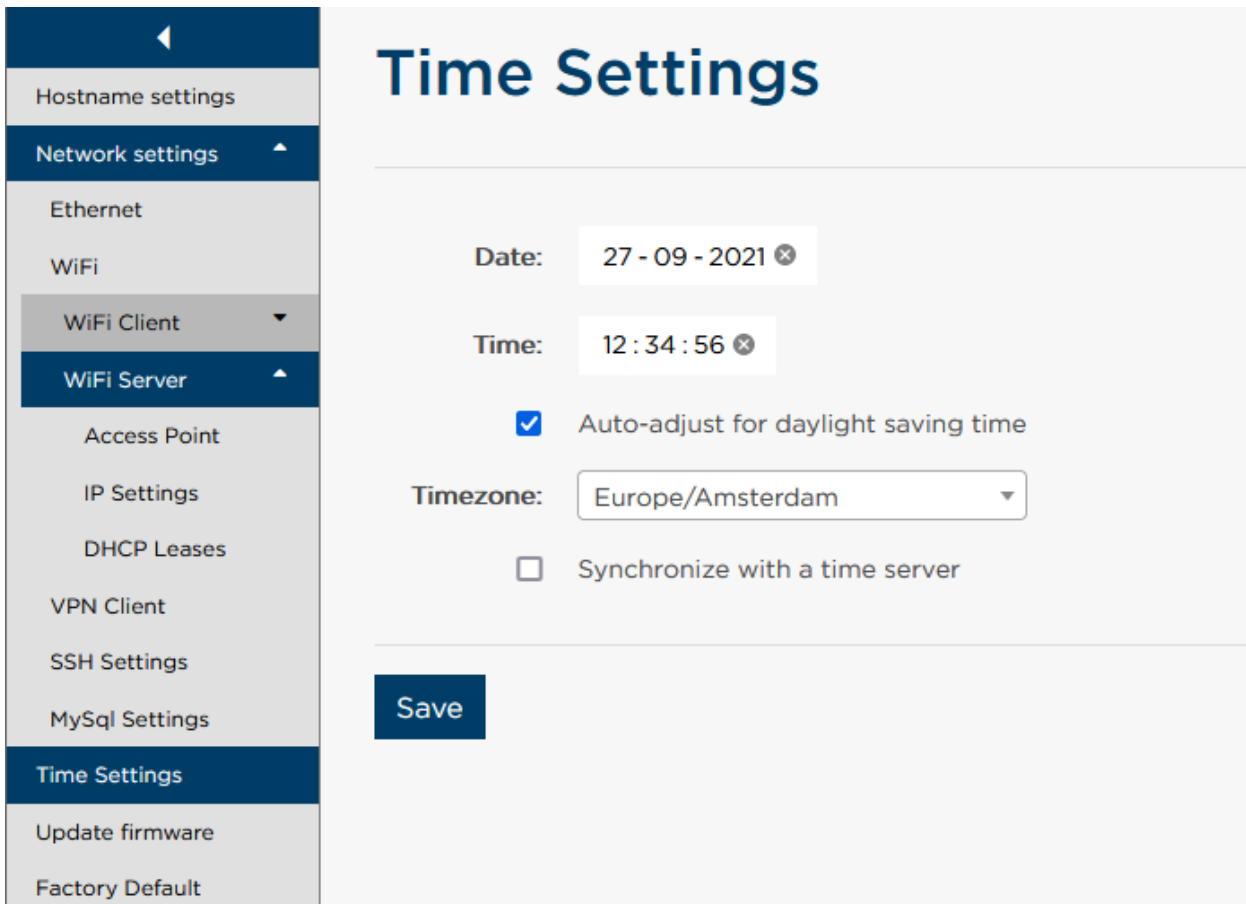 Hostname settings
Network settings
Ethernet
WiFi
WiFi Client
WiFi Server
Access Point
IP Settings
DHCP Leases
VPN Client
SSH Settings
MySql Settings
Time Settings
Update firmware
Factory Default
Time Settings
Date: 27 - 09 - 2021
Time: 12 : 34 : 56
Auto-adjust for daylight saving time
Timezone: Europe/Amsterdam
Synchronize with a time server
Save